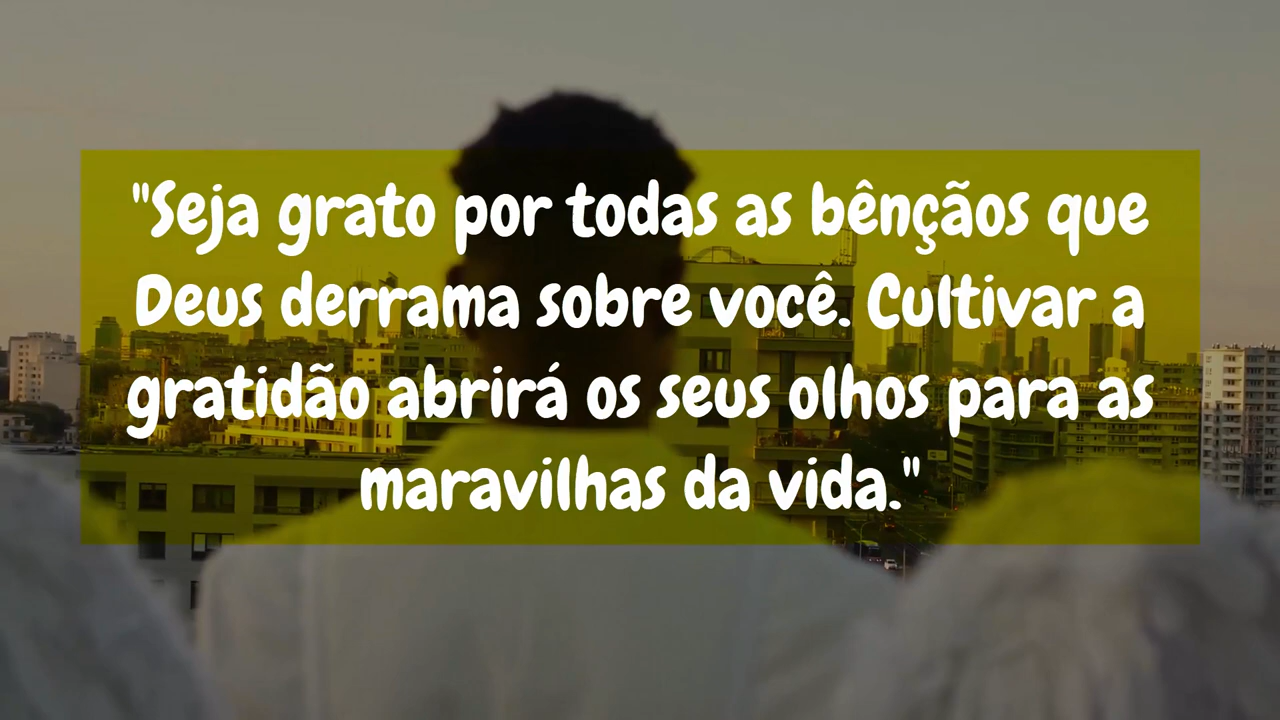 "Seja grato por todas as bênçãos que
Deus derrama sobre você. Cultivar a
gratidão abrirá os seus olhos para as
maravilhas da vida."